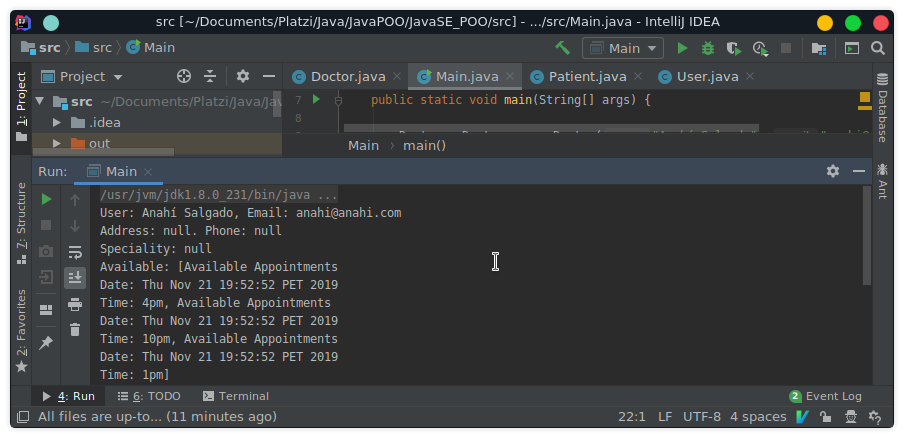 src [~/Documents/Platzi/Java/JavaPOO/JavaSE_POO/src] - .../src/Main.java - IntelliJ IDEA
src src Main Main
1: Project
Project
Doctor.java Main.java Patient.java User.java
src ~/Documents/Platzi/Java/Jav
.idea
out
7 public static void main(String[] args) {
8
Main main()
Database
Ant
Run: Main
7: Structure
2: Favorites
/usr/jvm/jdk1.8.0_231/bin/java ...
User: Anahí Salgado, Email: anahi@anahi.com
Address: null. Phone: null
Speciality: null
Available: [Available Appointments
Date: Thu Nov 21 19:52:52 PET 2019
Time: 4pm, Available Appointments
Date: Thu Nov 21 19:52:52 PET 2019
Time: 10pm, Available Appointments
Date: Thu Nov 21 19:52:52 PET 2019
Time: 1pm]
4: Run 6: TODO Terminal 2 Event Log
All files are up-to... (11 minutes ago) 22:1 LF UTF-8 4 spaces